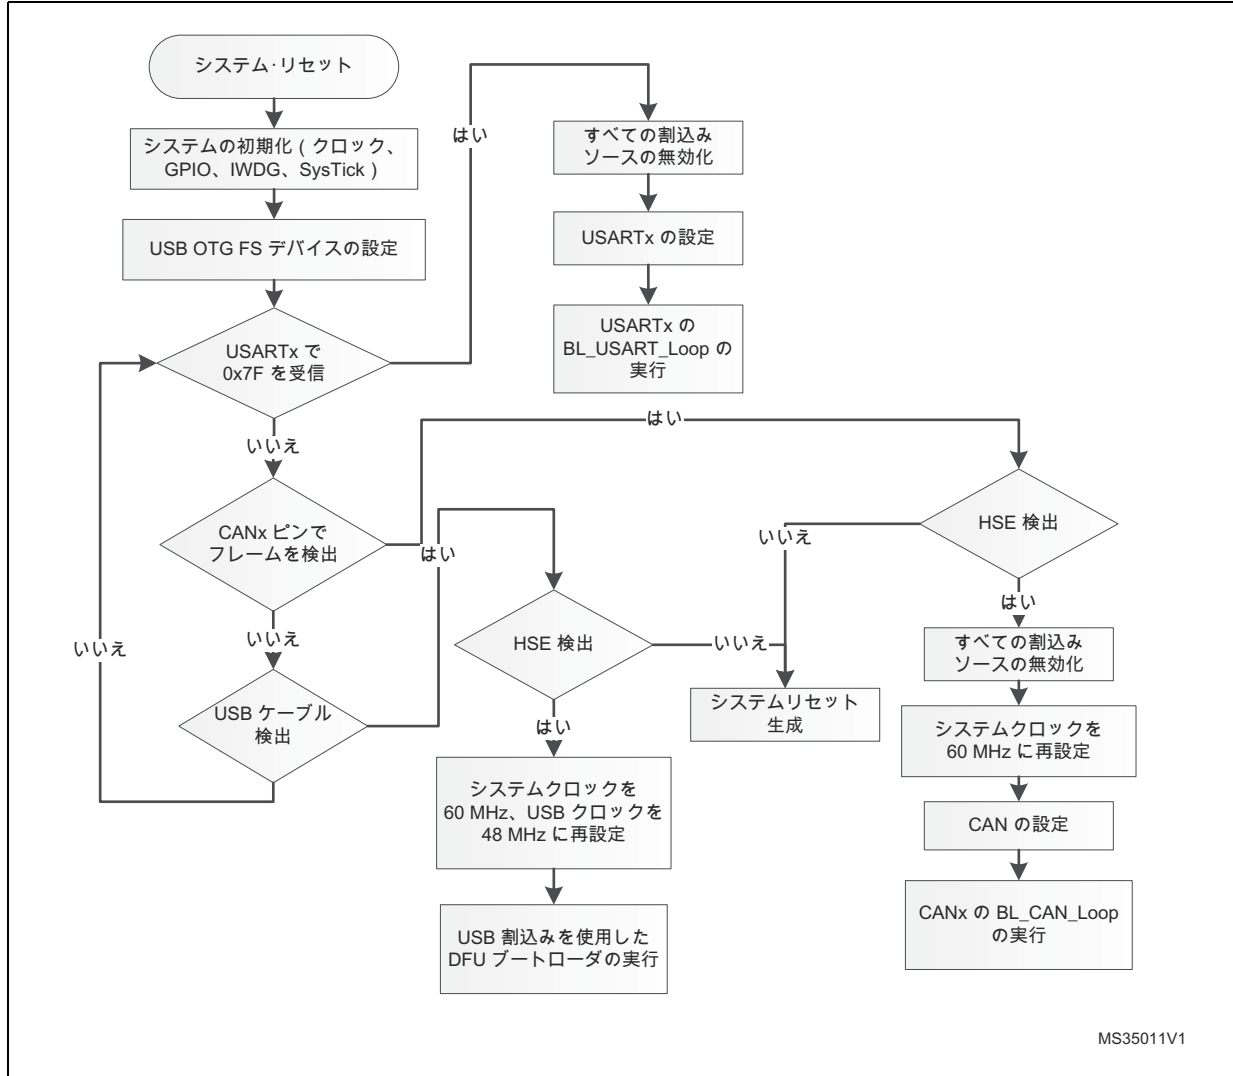 システム･リセット
システムの初期化 ( クロック、
GPIO、IWDG、SysTick )
USB OTG FS デバイスの設定
USARTx で
0x7F を受信
はい
すべての割込み
ソースの無効化
USARTx の設定
USARTx の
BL_USART_Loop の
実行
いいえ
CANx ピンで
フレームを検出
はい
HSE 検出
いいえ
はい
すべての割込み
ソースの無効化
システムクロックを
60 MHz に再設定
CAN の設定
CANx の BL_CAN_Loop
の実行
いいえ
USB ケーブル
検出
いいえ
はい
HSE 検出
いいえ
システムリセット
生成
はい
システムクロックを
60 MHz、USB クロックを
48 MHz に再設定
USB 割込みを使用した
DFU ブートローダの実行
MS35011V1